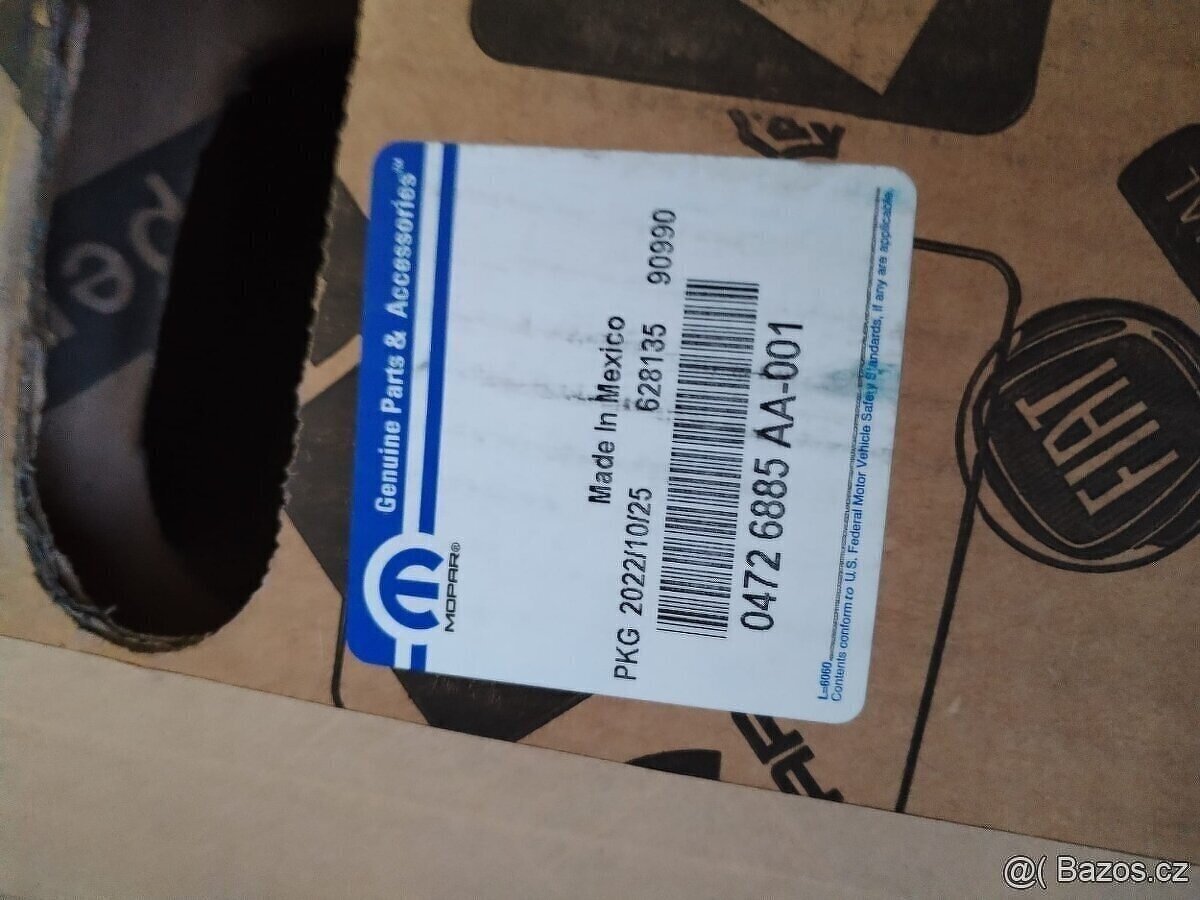 Genuine Parts & Accessories™
MOPAR®
Made In Mexico
PKG 2022/10/25 628135 90990
0472 6885 AA-001
L=6060
Contents conform to U.S. Federal Motor Vehicle Safety Standards, if any are applicable.
FIAT
@( Bazos.cz